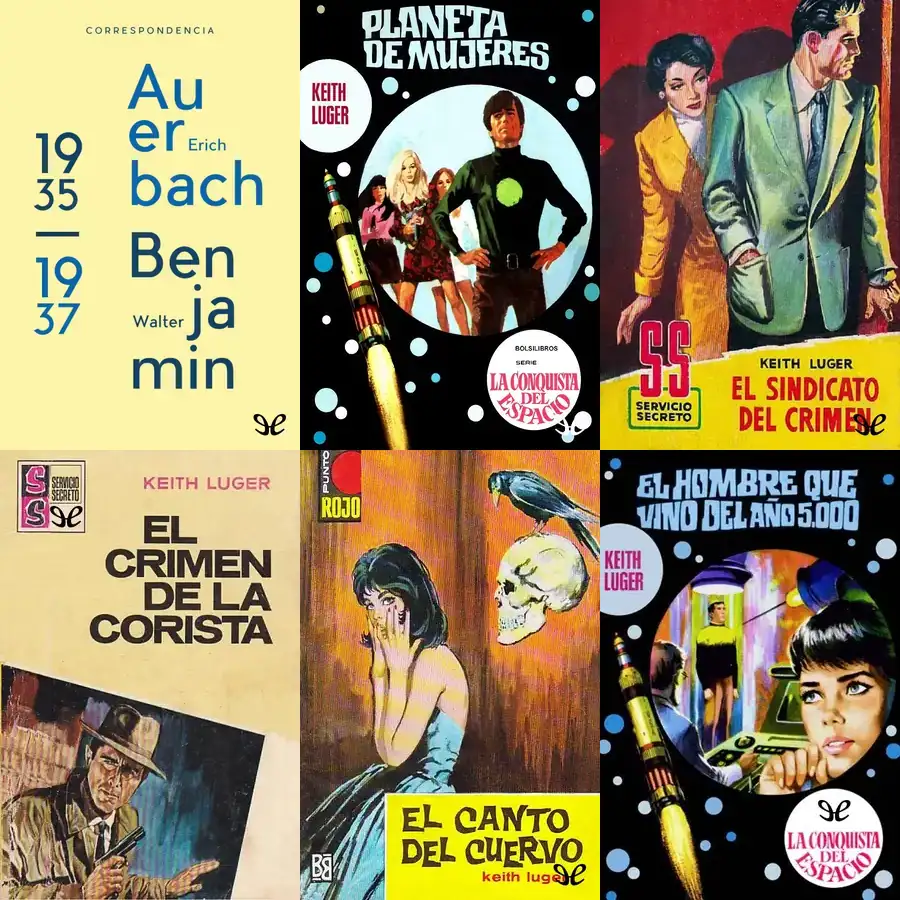 CORRESPONDENCIA
Au
er Erich
bach
19
35
19
37
Ben
Walter ja
min
PLANETA
DE MUJERES
KEITH
LUGER
BOLSILIBROS
SERIE
LA CONQUISTA
DEL
ESPACIO
SS
SERVICIO
SECRETO
KEITH LUGER
EL SINDICATO
DEL CRIMEN
SS
SERVICIO
SECRETO
KEITH LUGER
EL
CRIMEN
DE LA
CORISTA
PUNTO
ROJO
EL CANTO
DEL CUERVO
keith luger
BB
EL HOMBRE QUE
VINO DEL AÑO 5.000
KEITH
LUGER
LA CONQUISTA
DEL
ESPACIO